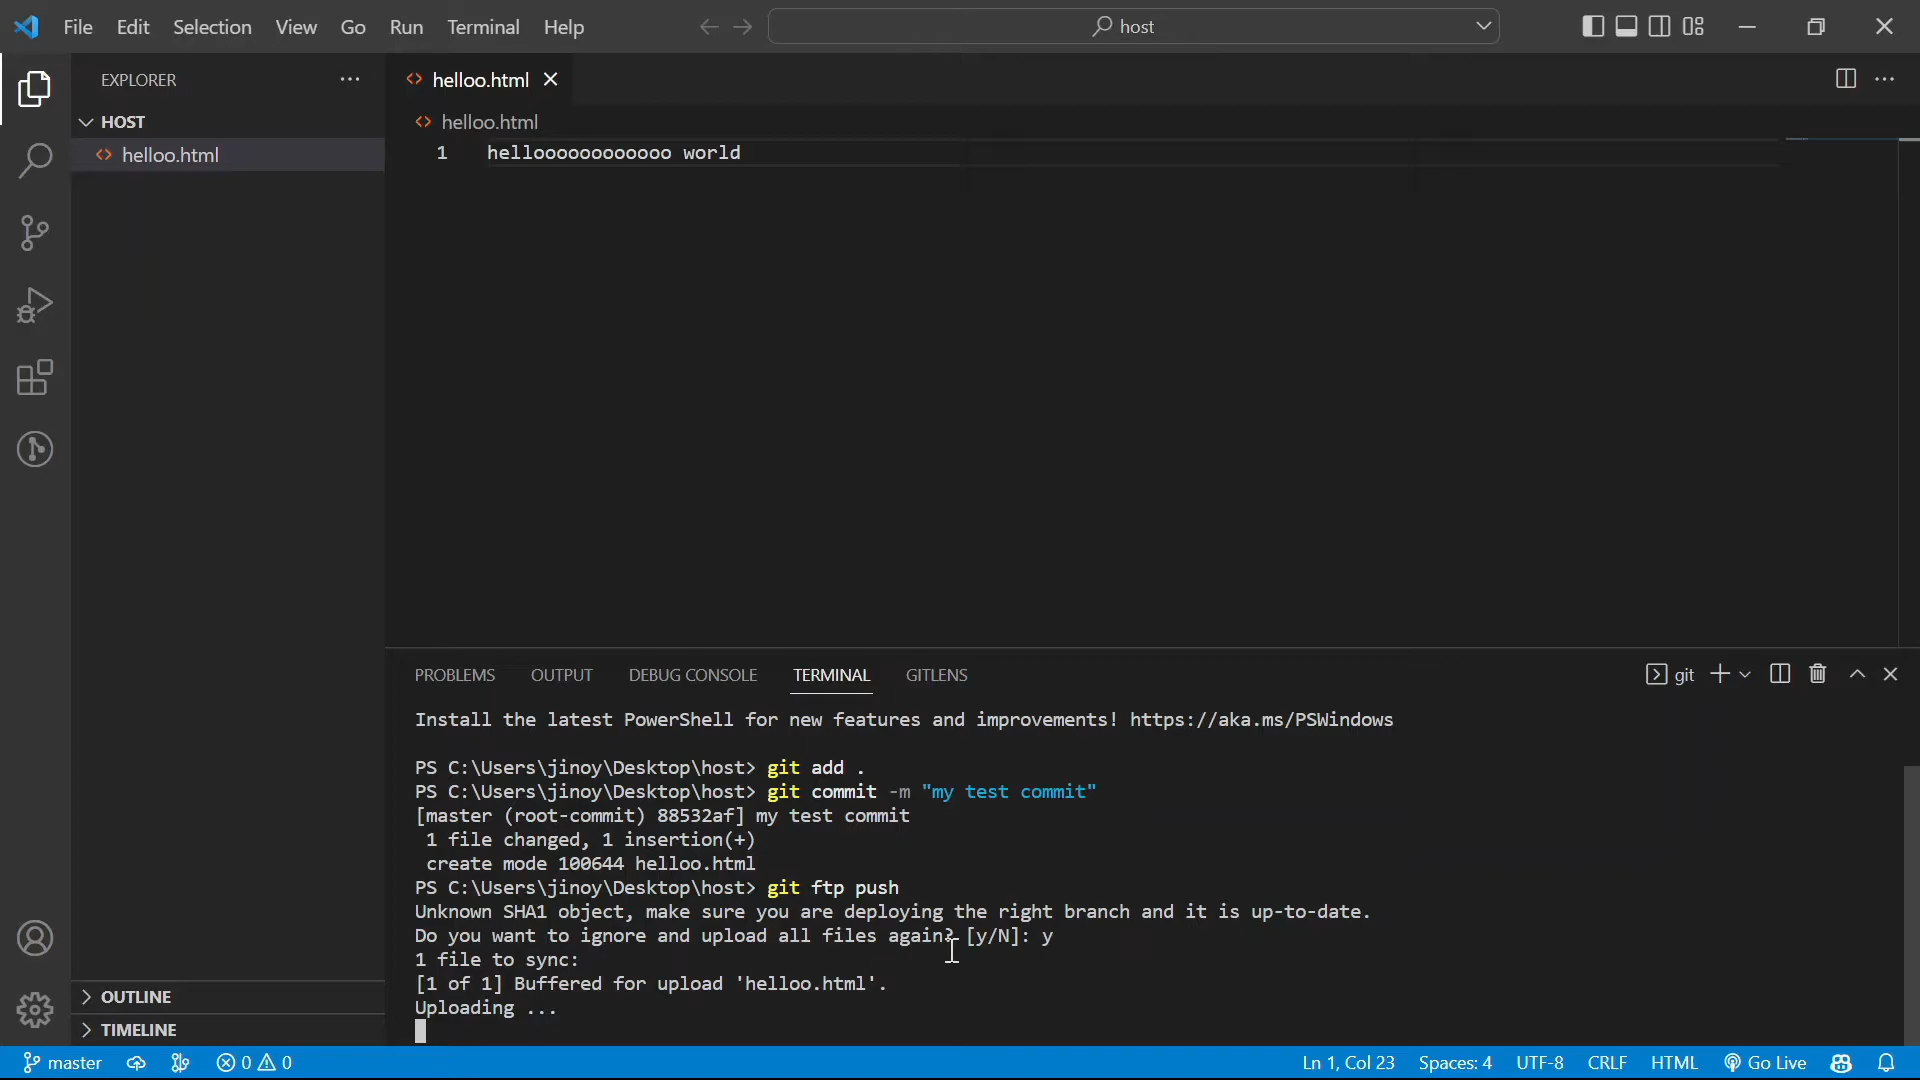 File Edit Selection View Go Run Terminal Help
host
EXPLORER
HOST
helloo.html
OUTLINE
TIMELINE
helloo.html
helloo.html
1 helloooooooooooo world
PROBLEMS OUTPUT DEBUG CONSOLE TERMINAL GITLENS
git
Install the latest PowerShell for new features and improvements! https://aka.ms/PSWindows
PS C:\Users\jinoy\Desktop\host> git add .
PS C:\Users\jinoy\Desktop\host> git commit -m "my test commit"
[master (root-commit) 88532af] my test commit
1 file changed, 1 insertion(+)
create mode 100644 helloo.html
PS C:\Users\jinoy\Desktop\host> git ftp push
Unknown SHA1 object, make sure you are deploying the right branch and it is up-to-date.
Do you want to ignore and upload all files again? [y/N]: y
1 file to sync:
[1 of 1] Buffered for upload 'helloo.html'.
Uploading ...
master 0 0 Ln 1, Col 23 Spaces: 4 UTF-8 CRLF HTML Go Live